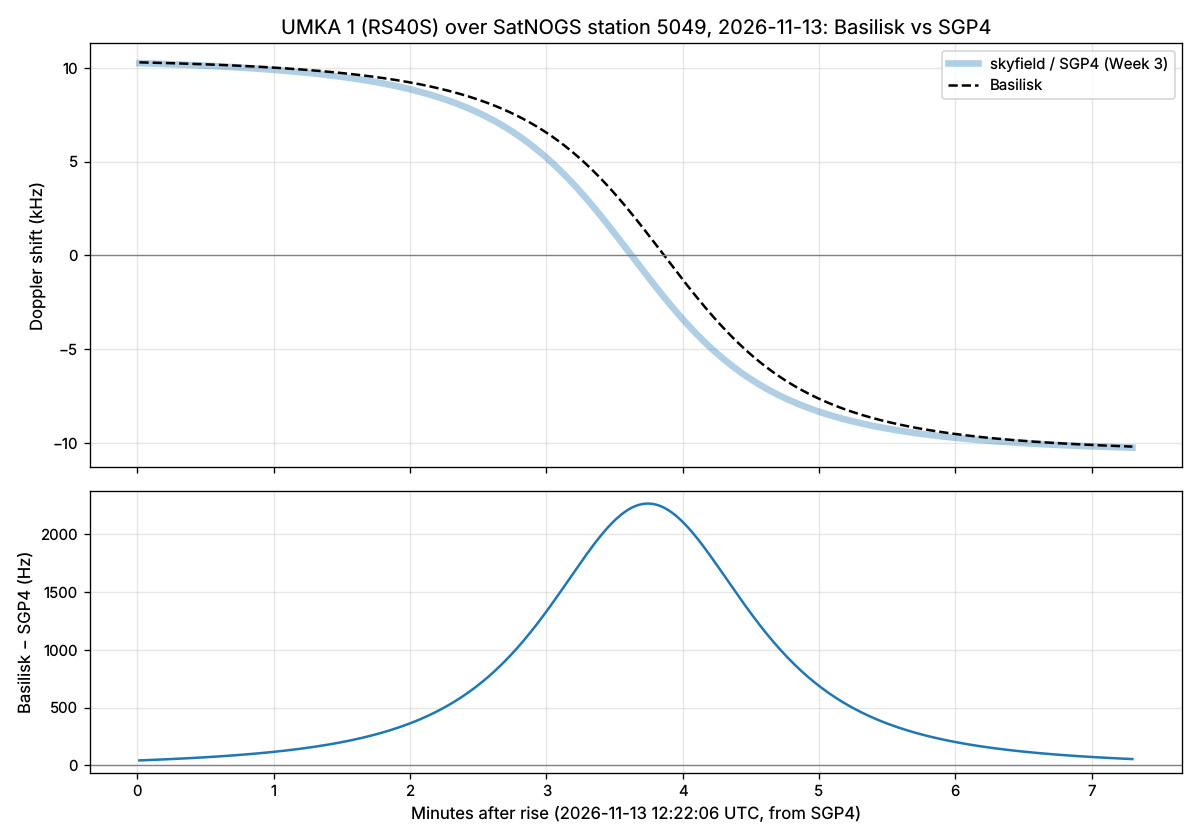 UMKA 1 (RS40S) over SatNOGS station 5049, 2026-11-13: Basilisk vs SGP4
skyfield / SGP4 (Week 3)
Basilisk
Doppler shift (kHz)
10
5
0
−5
−10
Basilisk − SGP4 (Hz)
2000
1500
1000
500
0
0 1 2 3 4 5 6 7
Minutes after rise (2026-11-13 12:22:06 UTC, from SGP4)